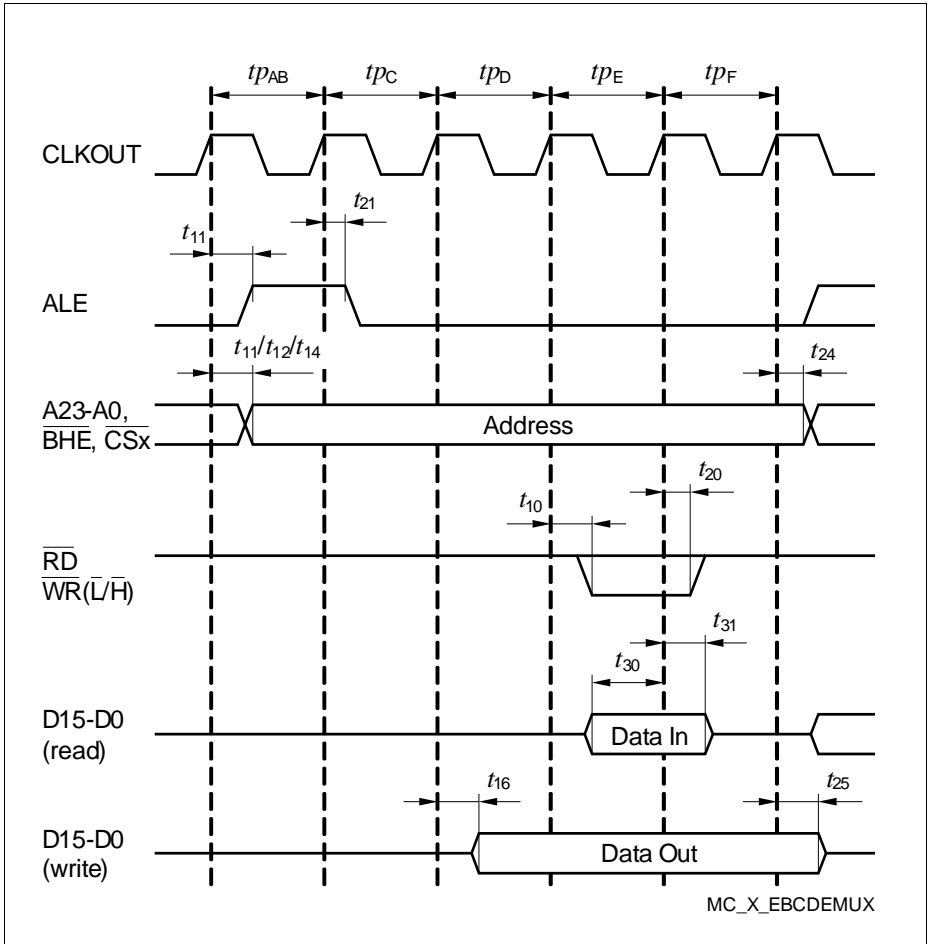 tpAB tpC tpD tpE tpF
CLKOUT
t21
t11
ALE
t11/t12/t14 t24
A23-A0,
BHE, CSx
Address
t20
t10
RD
WR(L/H)
t31
t30
D15-D0
(read)
Data In
t16 t25
D15-D0
(write)
Data Out
MC_X_EBCDEMUX